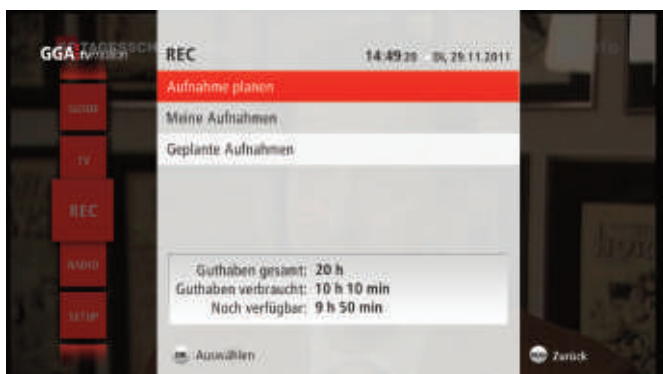 GGA
REC 14:49:20 Di, 29.11.2011
Aufnahme planen
Meine Aufnahmen
Geplante Aufnahmen
GUIDE
TV
REC
RADIO
SETUP
Guthaben gesamt: 20 h
Guthaben verbraucht: 10 h 10 min
Noch verfügbar: 9 h 50 min
OK Auswählen
Zurück